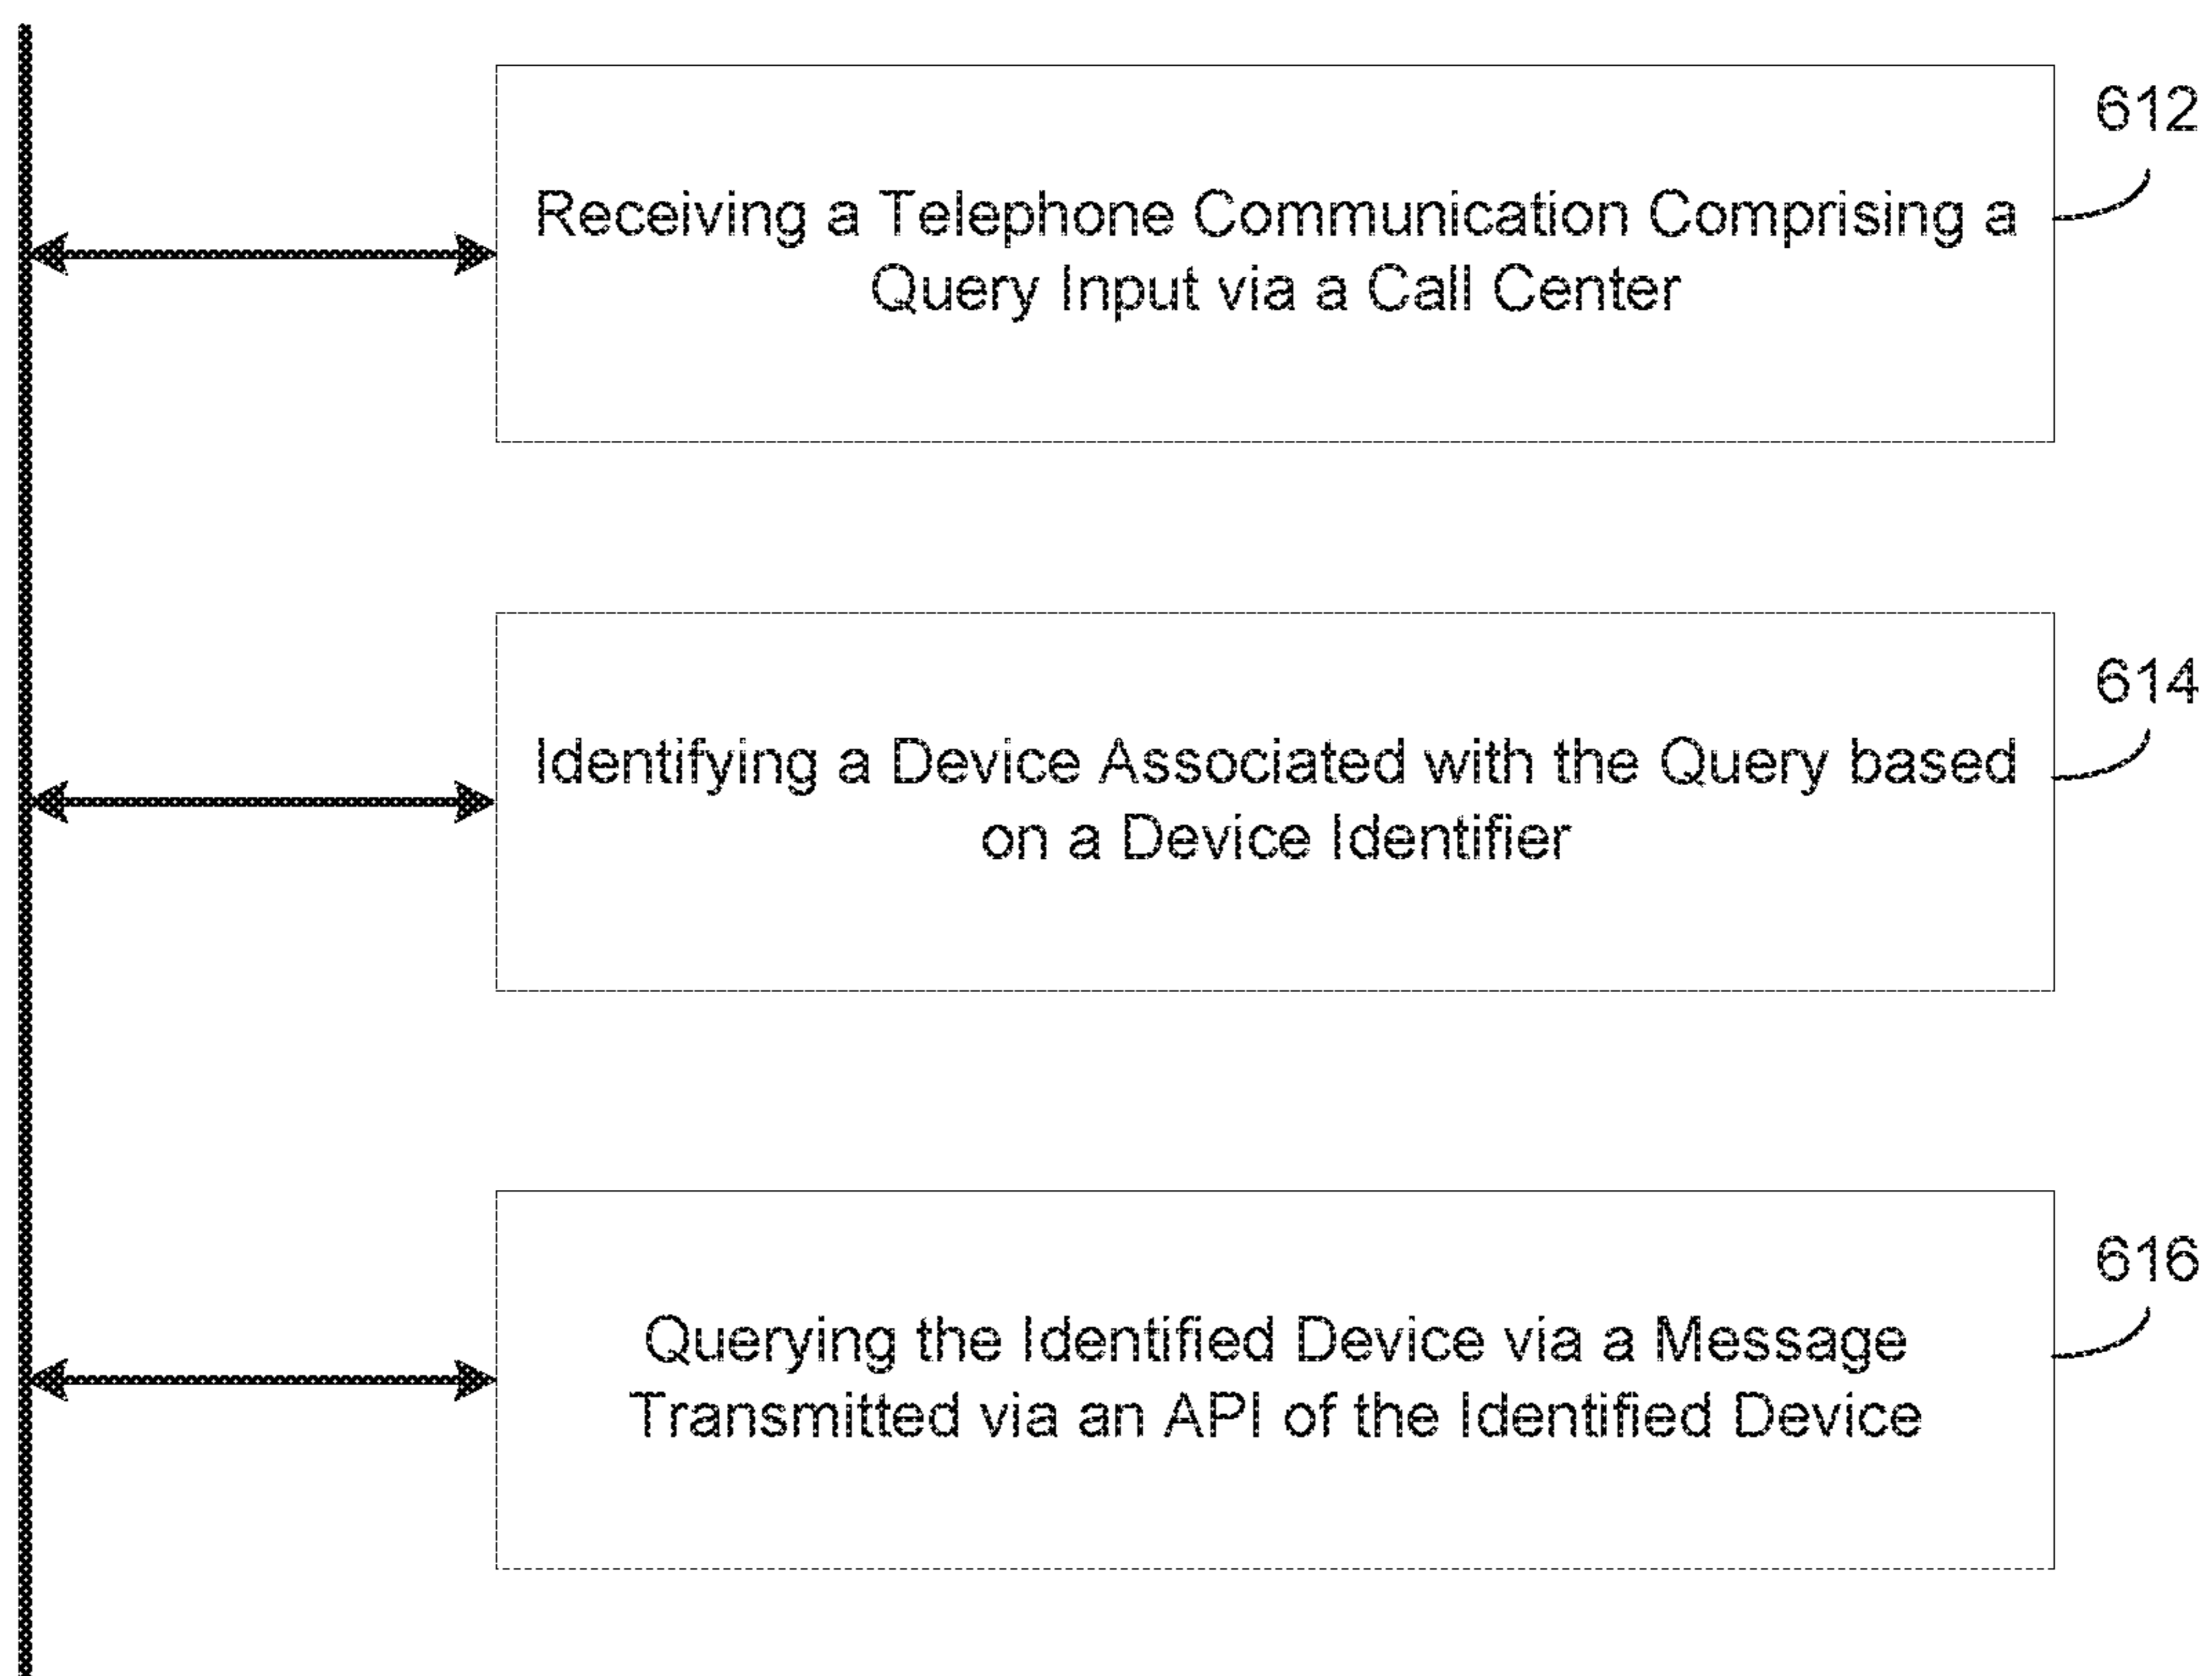 612
Receiving a Telephone Communication Comprising a
Query Input via a Call Center
614
Identifying a Device Associated with the Query based
on a Device Identifier
616
Querying the Identified Device via a Message
Transmitted via an API of the Identified Device